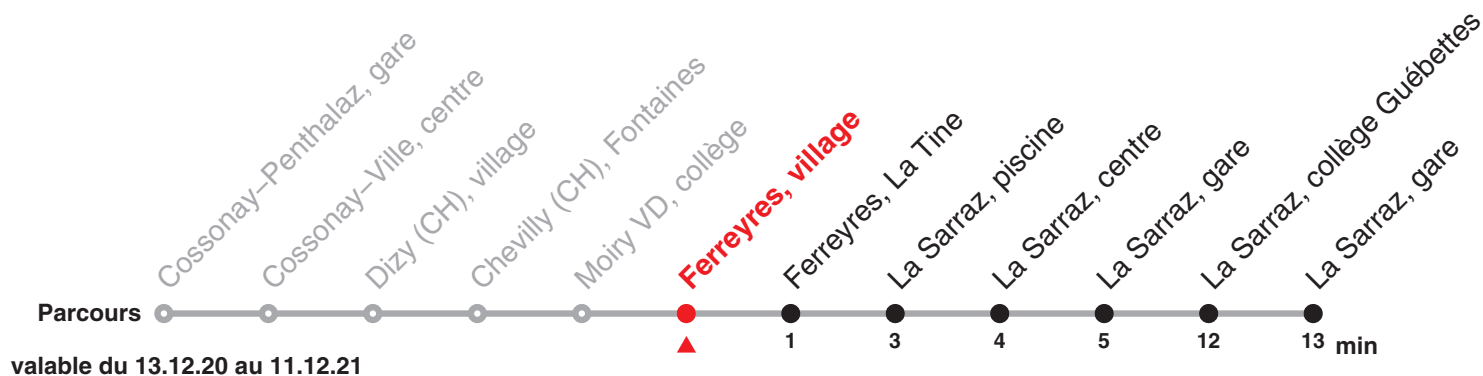 Cossonay–Penthalaz, gare
Cossonay–Ville, centre
Dizy (CH), village
Chevilly (CH), Fontaines
Moiry VD, collège
Ferreyres, village
Ferreyres, La Tine
La Sarraz, piscine
La Sarraz, centre
La Sarraz, gare
La Sarraz, collège Guébettes
La Sarraz, gare
Parcours
1 3 4 5 12 13 min
valable du 13.12.20 au 11.12.21